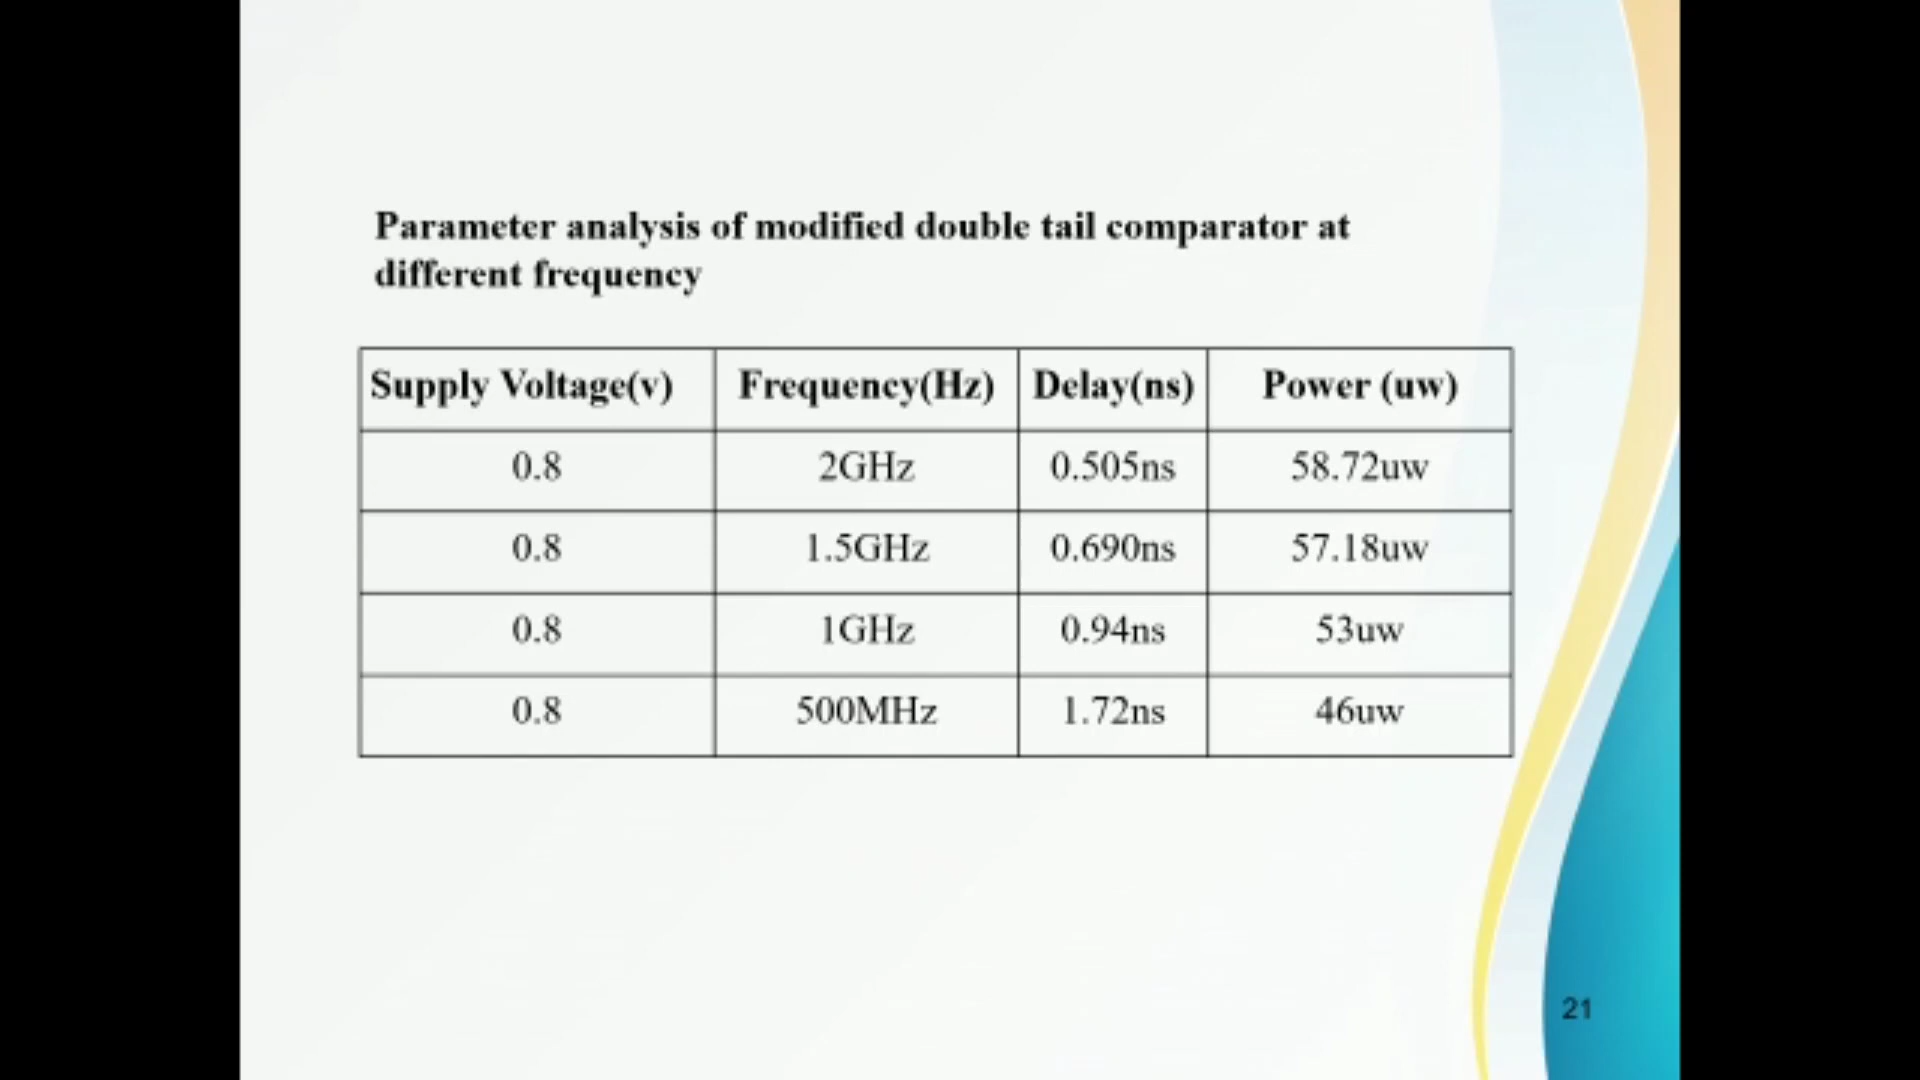 Parameter analysis of modified double tail comparator at
different frequency
Supply Voltage(v) Frequency(Hz) Delay(ns) Power (uw)
0.8 2GHz 0.505ns 58.72uw
0.8 1.5GHz 0.690ns 57.18uw
0.8 1GHz 0.94ns 53uw
0.8 500MHz 1.72ns 46uw
21